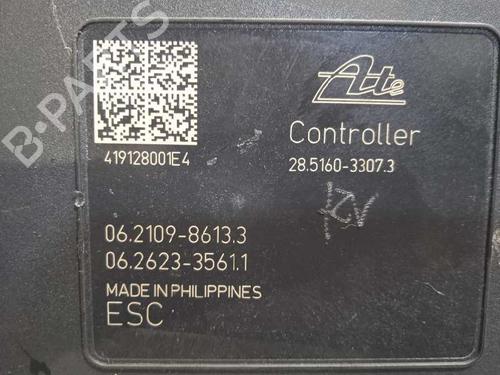 B-PARTS
Ate
419128001E4
Controller
28.5160-3307.3
06.2109-8613.3
06.2623-3561.1
MADE IN PHILIPPINES
ESC